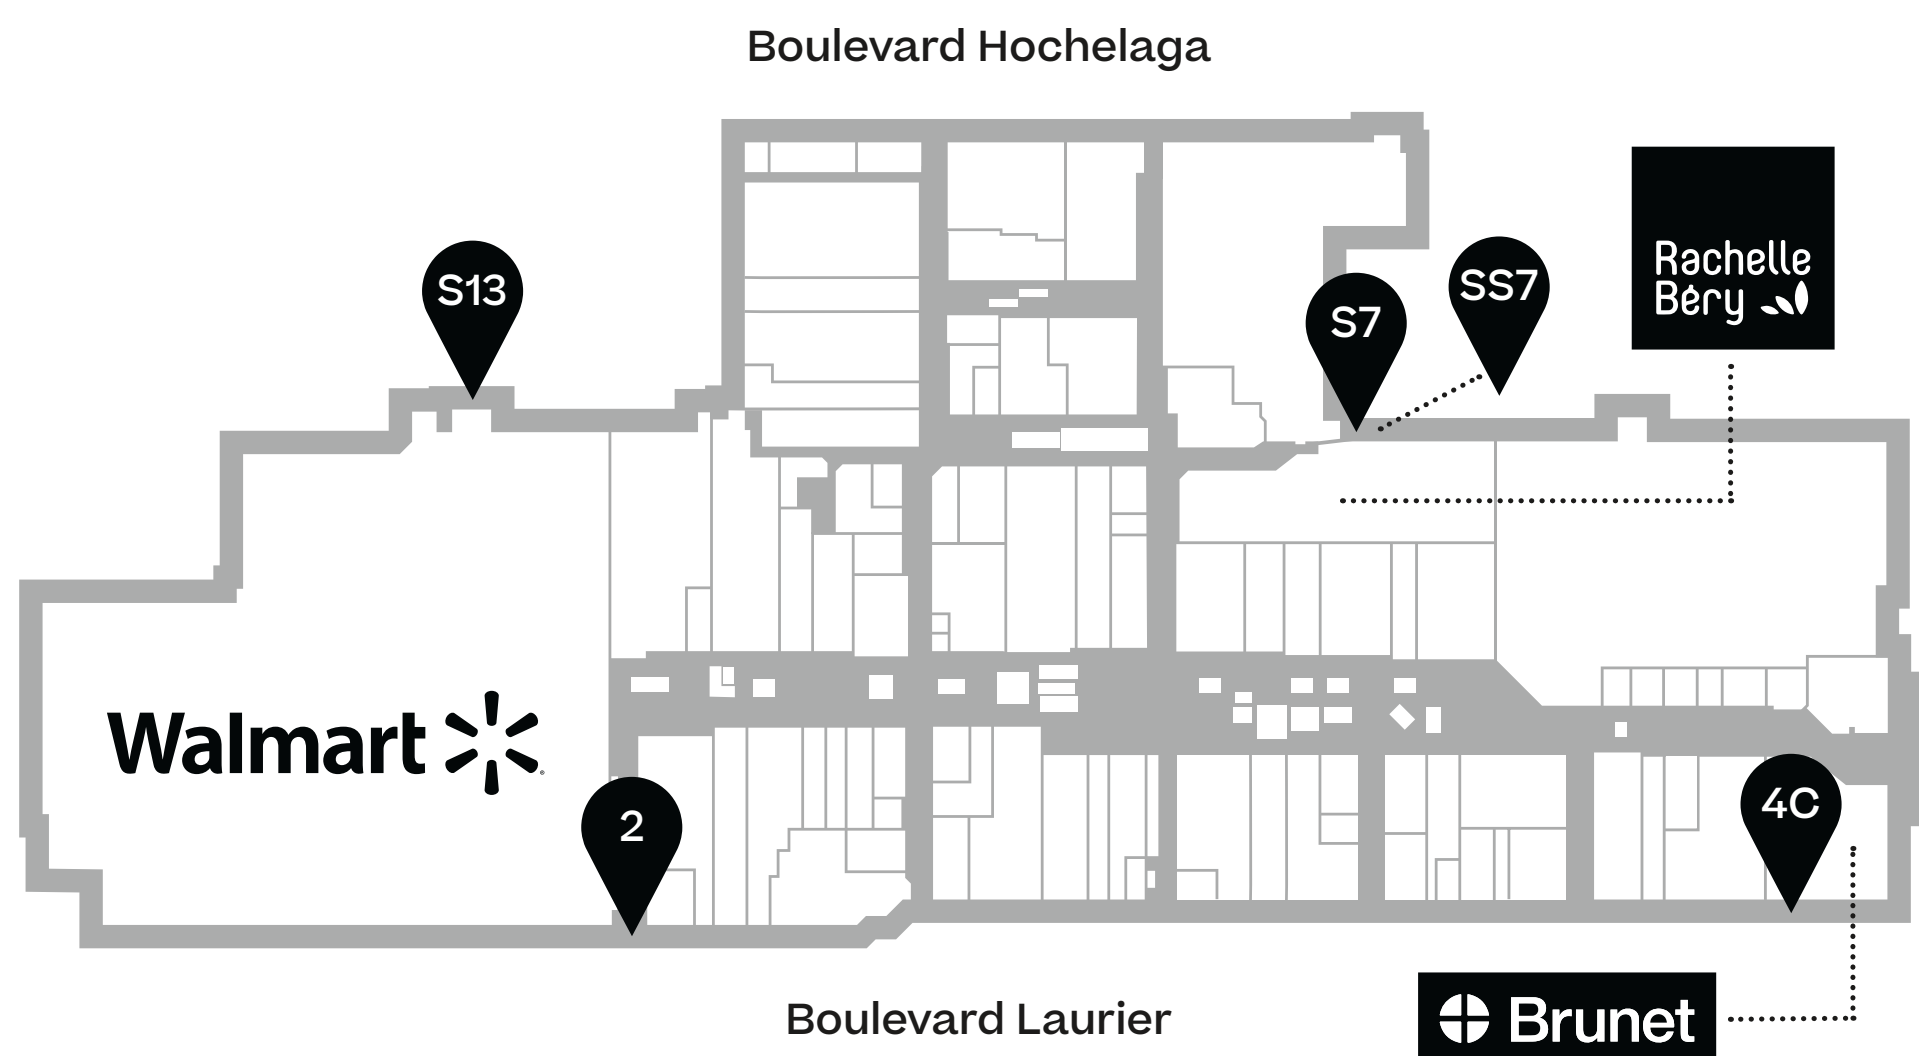 Boulevard Hochelaga
S13
S7
SS7
Rachelle
Béry
Walmart
2
4C
Boulevard Laurier
Brunet